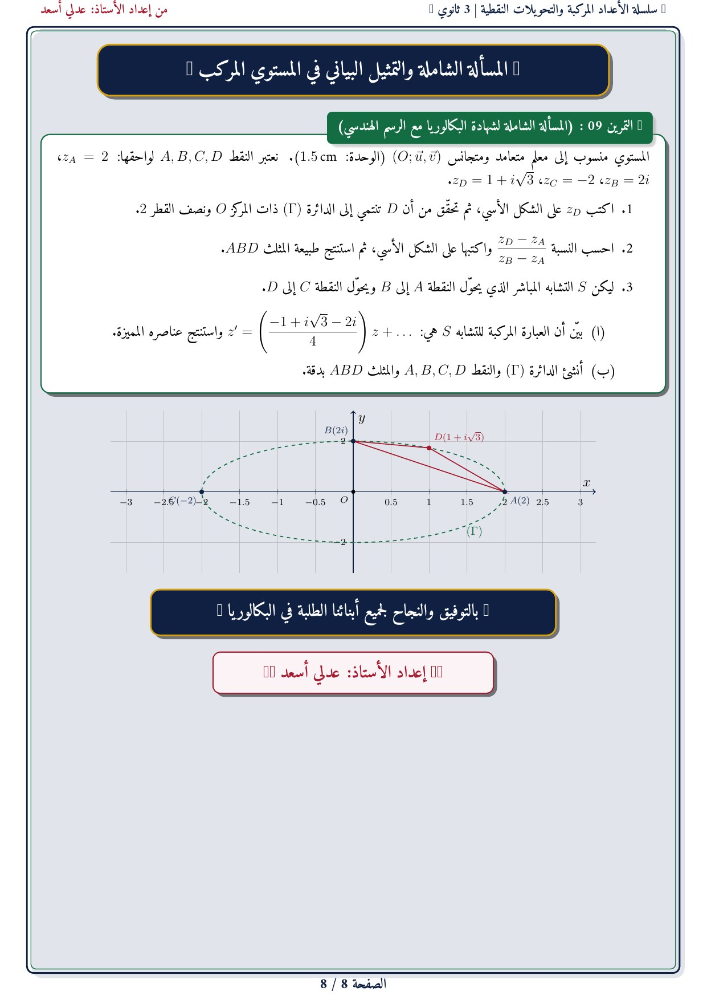 سلسلة الأعداد المركبة والتحويلات النقطية | 3 ثانوي
من إعداد الأستاذ: عدلي أسعد
المسألة الشاملة والتمثيل البياني في المستوي المركب
التمرين 09 : (المسألة الشاملة لشهادة البكالوريا مع الرسم الهندسي)
المستوي منسوب إلى معلم متعامد ومتجانس $(O; \vec{u}, \vec{v})$ (الوحدة: 1.5 cm). نعتبر النقط $A, B, C, D$ لواحقها: $z_A = 2$،
$z_B = 2i$، $z_C = -2$، $z_D = 1 + i\sqrt{3}$.
1. اكتب $z_D$ على الشكل الأسي، ثم تحقّق من أن $D$ تنتمي إلى الدائرة $(\Gamma)$ ذات المركز $O$ ونصف القطر 2.
2. احسب النسبة $\frac{z_D - z_A}{z_B - z_A}$ واكتبها على الشكل الأسي، ثم استنتج طبيعة المثلث $ABD$.
3. ليكن $S$ التشابه المباشر الذي يحوّل النقطة $A$ إلى $B$ ويحوّل النقطة $C$ إلى $D$.
(ا) بيّن أن العبارة المركبة للتشابه $S$ هي: $z' = \left(\frac{-1 + i\sqrt{3} - 2i}{4}\right) z + \ldots$ واستنتج عناصره المميزة.
(ب) أنشئ الدائرة $(\Gamma)$ والنقط $A, B, C, D$ والمثلث $ABD$ بدقة.
y
B(2i)
D(1 + i√3)
2
x
−3 −2.5 C(−2) −2 −1.5 −1 −0.5 O 0.5 1 1.5 2 A(2) 2.5 3
(Γ)
−2
بالتوفيق والنجاح لجميع أبنائنا الطلبة في البكالوريا
إعداد الأستاذ: عدلي أسعد
الصفحة 8 / 8